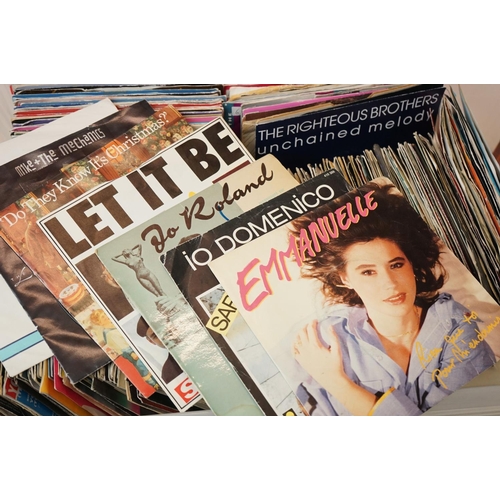 THE RIGHTEOUS BROTHERS
unchained melody
mike + The mechanics
"Do They Know It's Christmas?"
LET IT BE
Jo Roland
iO DOMENiCO
SAF
EMMANUELLE